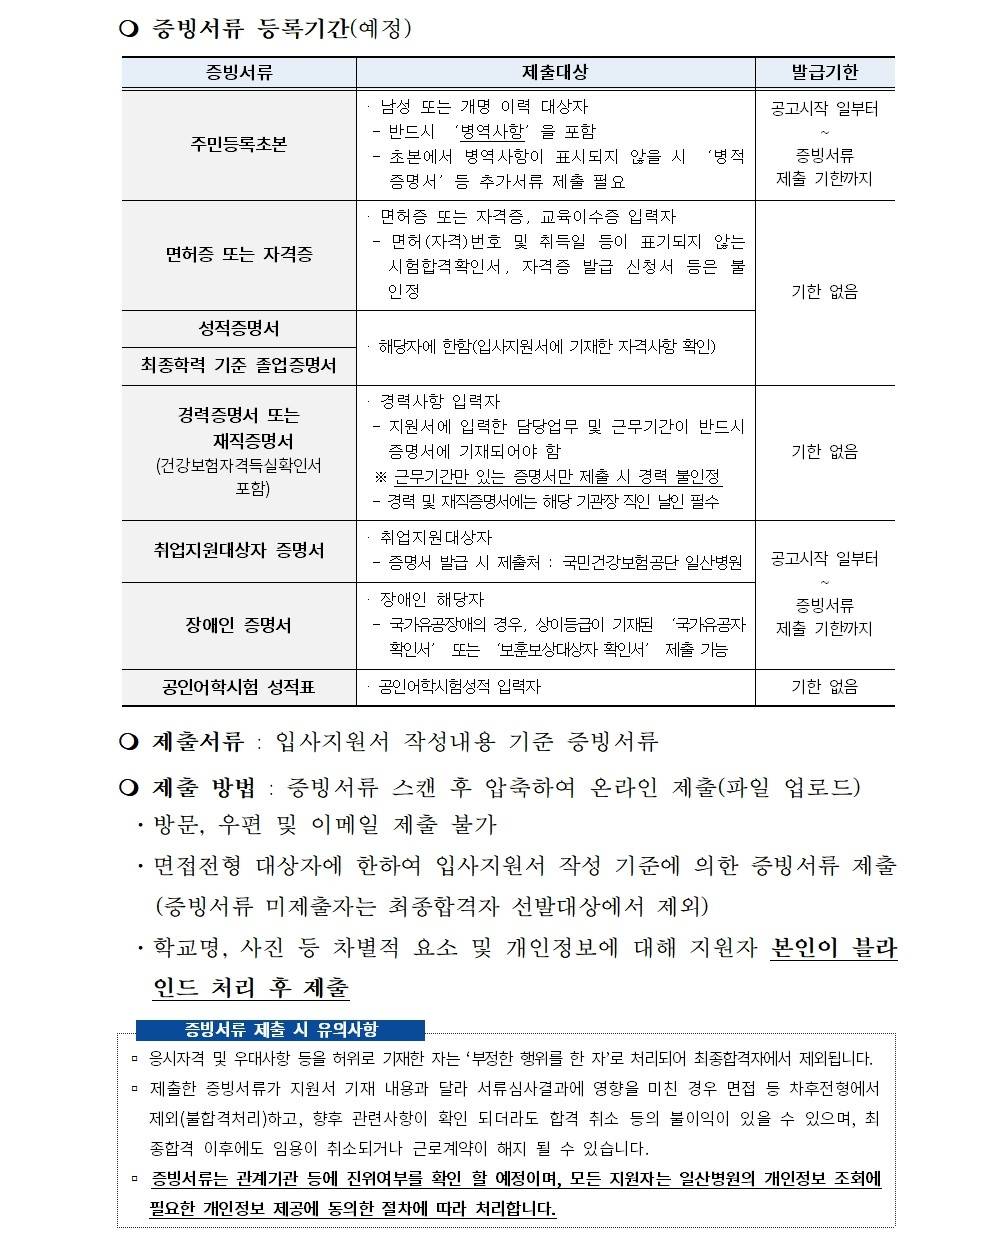 ❍ 증빙서류 등록기간(예정)
증빙서류 제출대상 발급기한
주민등록초본
· 남성 또는 개명 이력 대상자
- 반드시 ‘병역사항’ 을 포함
- 초본에서 병역사항이 표시되지 않을 시 ‘병적
증명서’ 등 추가서류 제출 필요
공고시작 일부터
~
증빙서류
제출 기한까지
면허증 또는 자격증
· 면허증 또는 자격증, 교육이수증 입력자
- 면허(자격)번호 및 취득일 등이 표기되지 않는
시험합격확인서, 자격증 발급 신청서 등은 불
인정
기한 없음
성적증명서
최종학력 기준 졸업증명서
· 해당자에 한함(입사지원서에 기재한 자격사항 확인)
경력증명서 또는
재직증명서
(건강보험자격득실확인서
포함)
· 경력사항 입력자
- 지원서에 입력한 담당업무 및 근무기간이 반드시
증명서에 기재되어야 함
※ 근무기간만 있는 증명서만 제출 시 경력 불인정
- 경력 및 재직증명서에는 해당 기관장 직인 날인 필수
기한 없음
취업지원대상자 증명서
· 취업지원대상자
- 증명서 발급 시 제출처 : 국민건강보험공단 일산병원
공고시작 일부터
~
증빙서류
제출 기한까지
장애인 증명서
· 장애인 해당자
- 국가유공장애의 경우, 상이등급이 기재된 ‘국가유공자
확인서’ 또는 ‘보훈보상대상자 확인서’ 제출 가능
공인어학시험 성적표
· 공인어학시험성적 입력자
기한 없음
❍ 제출서류 : 입사지원서 작성내용 기준 증빙서류
❍ 제출 방법 : 증빙서류 스캔 후 압축하여 온라인 제출(파일 업로드)
· 방문, 우편 및 이메일 제출 불가
· 면접전형 대상자에 한하여 입사지원서 작성 기준에 의한 증빙서류 제출
(증빙서류 미제출자는 최종합격자 선발대상에서 제외)
· 학교명, 사진 등 차별적 요소 및 개인정보에 대해 지원자 본인이 블라
인드 처리 후 제출
증빙서류 제출 시 유의사항
▫ 응시자격 및 우대사항 등을 허위로 기재한 자는 ‘부정한 행위를 한 자’로 처리되어 최종합격자에서 제외됩니다.
▫ 제출한 증빙서류가 지원서 기재 내용과 달라 서류심사결과에 영향을 미친 경우 면접 등 차후전형에서
제외(불합격처리)하고, 향후 관련사항이 확인 되더라도 합격 취소 등의 불이익이 있을 수 있으며, 최
종합격 이후에도 임용이 취소되거나 근로계약이 해지 될 수 있습니다.
▫ 증빙서류는 관계기관 등에 진위여부를 확인 할 예정이며, 모든 지원자는 일산병원의 개인정보 조회에
필요한 개인정보 제공에 동의한 절차에 따라 처리합니다.